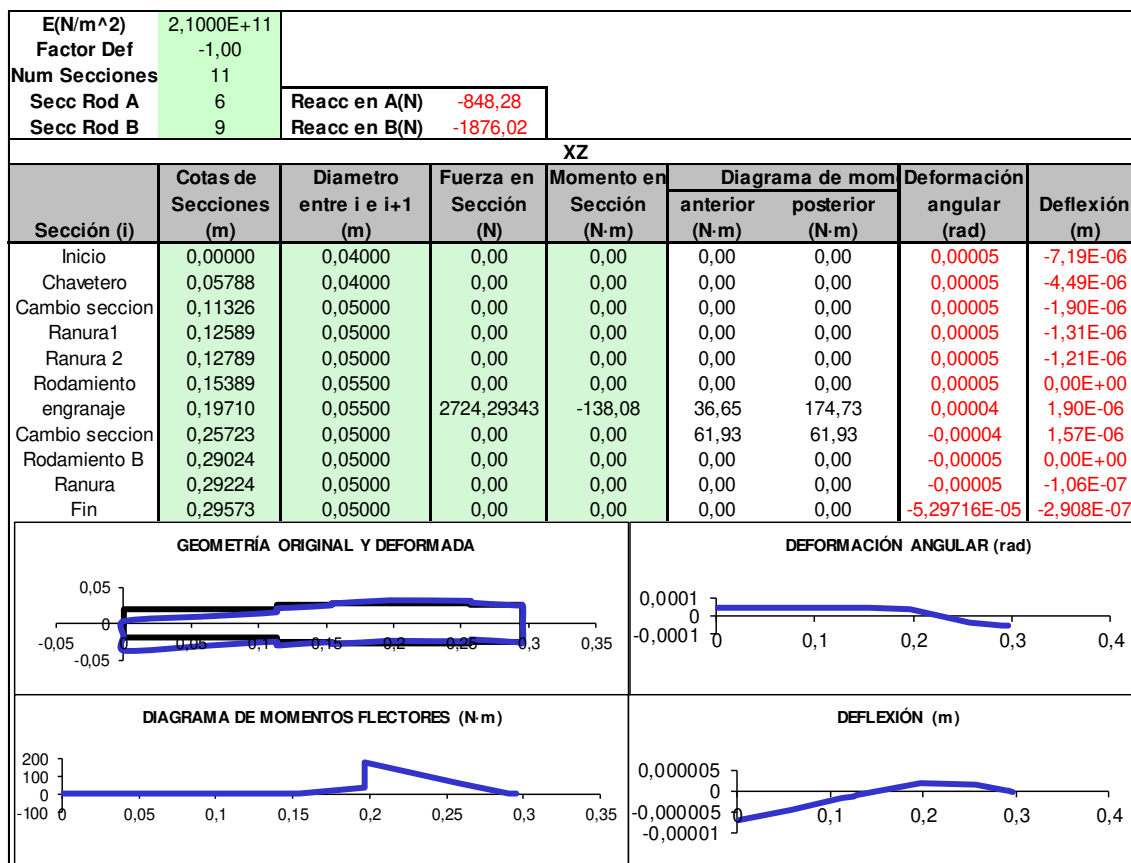 E(N/m^2) 2,1000E+11
Factor Def -1,00
Num Secciones 11
Secc Rod A 6 Reacc en A(N) -848,28
Secc Rod B 9 Reacc en B(N) -1876,02
XZ
Cotas de Diametro Fuerza en Momento en Diagrama de mom Deformación
Secciones entre i e i+1 Sección Sección anterior posterior angular Deflexión
Sección (i) (m) (m) (N) (N·m) (N·m) (N·m) (rad) (m)
Inicio 0,00000 0,04000 0,00 0,00 0,00 0,00 0,00005 -7,19E-06
Chavetero 0,05788 0,04000 0,00 0,00 0,00 0,00 0,00005 -4,49E-06
Cambio seccion 0,11326 0,05000 0,00 0,00 0,00 0,00 0,00005 -1,90E-06
Ranura1 0,12589 0,05000 0,00 0,00 0,00 0,00 0,00005 -1,31E-06
Ranura 2 0,12789 0,05000 0,00 0,00 0,00 0,00 0,00005 -1,21E-06
Rodamiento 0,15389 0,05500 0,00 0,00 0,00 0,00 0,00005 0,00E+00
engranaje 0,19710 0,05500 2724,29343 -138,08 36,65 174,73 0,00004 1,90E-06
Cambio seccion 0,25723 0,05000 0,00 0,00 61,93 61,93 -0,00004 1,57E-06
Rodamiento B 0,29024 0,05000 0,00 0,00 0,00 0,00 -0,00005 0,00E+00
Ranura 0,29224 0,05000 0,00 0,00 0,00 0,00 -0,00005 -1,06E-07
Fin 0,29573 0,05000 0,00 0,00 0,00 0,00 -5,29716E-05 -2,908E-07
GEOMETRÍA ORIGINAL Y DEFORMADA
0,05
0
-0,05
-0,05 0 0,05 0,1 0,15 0,2 0,25 0,3 0,35
DEFORMACIÓN ANGULAR (rad)
0,0001
0
-0,0001
0 0,1 0,2 0,3 0,4
DIAGRAMA DE MOMENTOS FLECTORES (N·m)
200
100
0
-100
0 0,05 0,1 0,15 0,2 0,25 0,3 0,35
DEFLEXIÓN (m)
0,000005
0
-0,000005
-0,00001
0 0,1 0,2 0,3 0,4